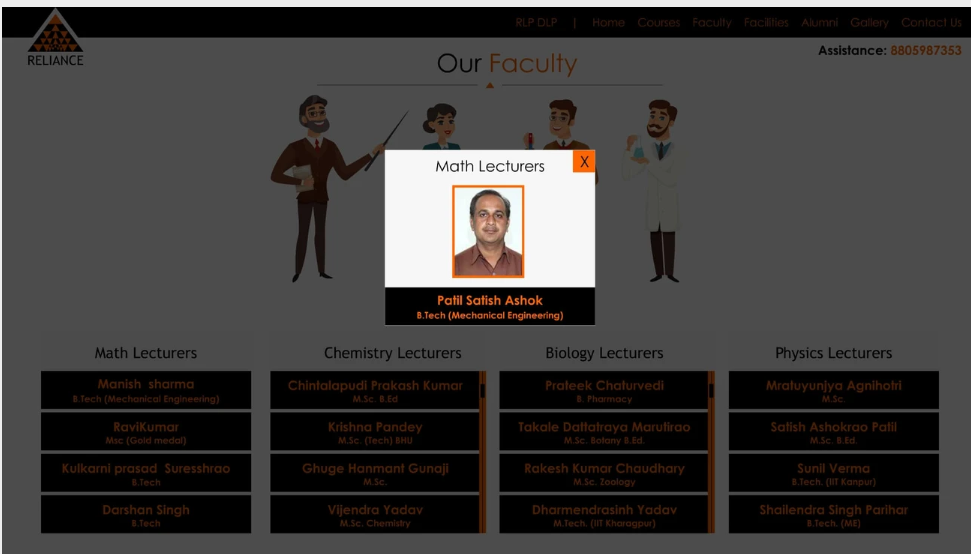 RLP DLP | Home Courses Faculty Facilities Alumni Gallery Contact Us
RELIANCE
Assistance: 8805987353
Our Faculty
Math Lecturers
X
Patil Satish Ashok
B.Tech (Mechanical Engineering)
Math Lecturers
Manish sharma
B.Tech (Mechanical Engineering)
RaviKumar
Msc (Gold medal)
Kulkarni prasad Suresshrao
B.Tech
Darshan Singh
B.Tech
Chemistry Lecturers
Chintalapudi Prakash Kumar
M.Sc. B.Ed
Krishna Pandey
M.Sc. (Tech) BHU
Ghuge Hanmant Gunaji
M.Sc.
Vijendra Yadav
M.Sc. Chemistry
Biology Lecturers
Prateek Chaturvedi
B. Pharmacy
Takale Dattatraya Marutirao
M.Sc. Botany B.Ed.
Rakesh Kumar Chaudhary
M.Sc. Zoology
Dharmendrasinh Yadav
M.Tech. (IIT Kharagpur)
Physics Lecturers
Mratuyunjya Agnihotri
M.Sc
Satish Ashokrao Patil
M.Sc. B.Ed.
Sunil Verma
B.Tech. (IIT Kanpur)
Shailendra Singh Parihar
B.Tech. (ME)